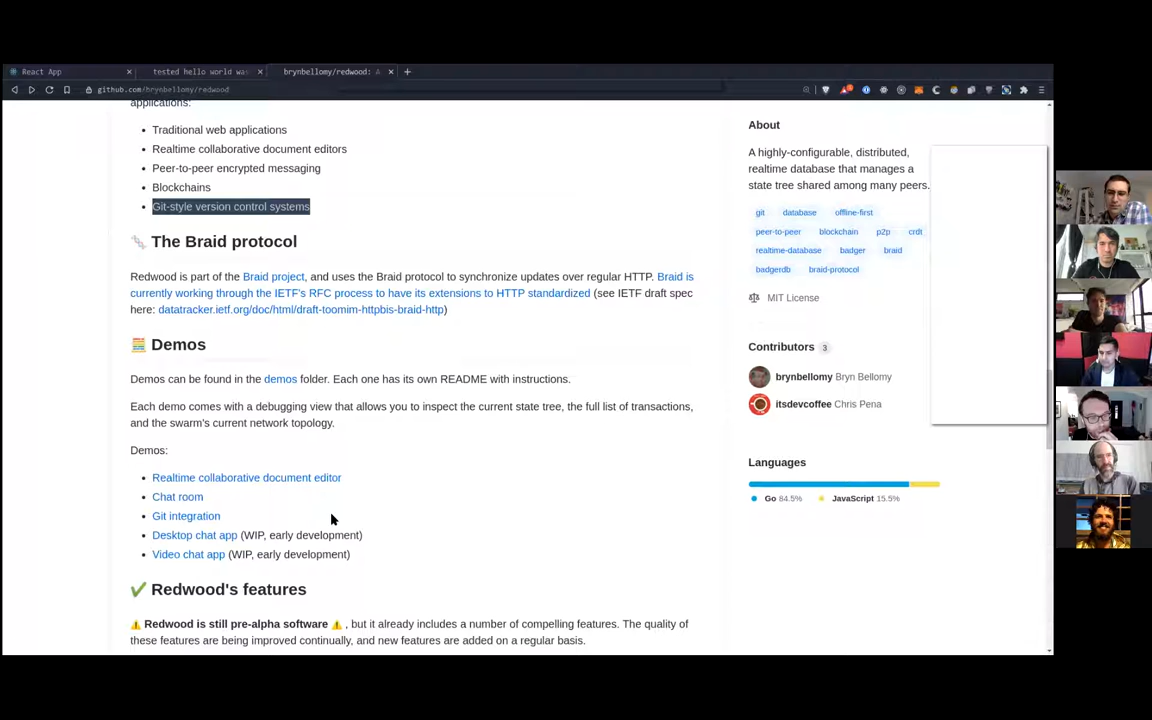 React App
tested hello world was
brynbellomy/redwood: A
github.com/brynbellomy/redwood
applications:
Traditional web applications
Realtime collaborative document editors
Peer-to-peer encrypted messaging
Blockchains
Git-style version control systems
The Braid protocol
Redwood is part of the Braid project, and uses the Braid protocol to synchronize updates over regular HTTP. Braid is
currently working through the IETF's RFC process to have its extensions to HTTP standardized (see IETF draft spec
here: datatracker.ietf.org/doc/html/draft-toomim-httpbis-braid-http)
Demos
Demos can be found in the demos folder. Each one has its own README with instructions.
Each demo comes with a debugging view that allows you to inspect the current state tree, the full list of transactions,
and the swarm's current network topology.
Demos:
Realtime collaborative document editor
Chat room
Git integration
Desktop chat app (WIP, early development)
Video chat app (WIP, early development)
Redwood's features
Redwood is still pre-alpha software , but it already includes a number of compelling features. The quality of
these features are being improved continually, and new features are added on a regular basis.
About
A highly-configurable, distributed,
realtime database that manages a
state tree shared among many peers.
git database offline-first
peer-to-peer blockchain p2p crdt
realtime-database badger braid
badgerdb braid-protocol
MIT License
Contributors 3
brynbellomy Bryn Bellomy
itsdevcoffee Chris Pena
Languages
Go 84.5% JavaScript 15.5%